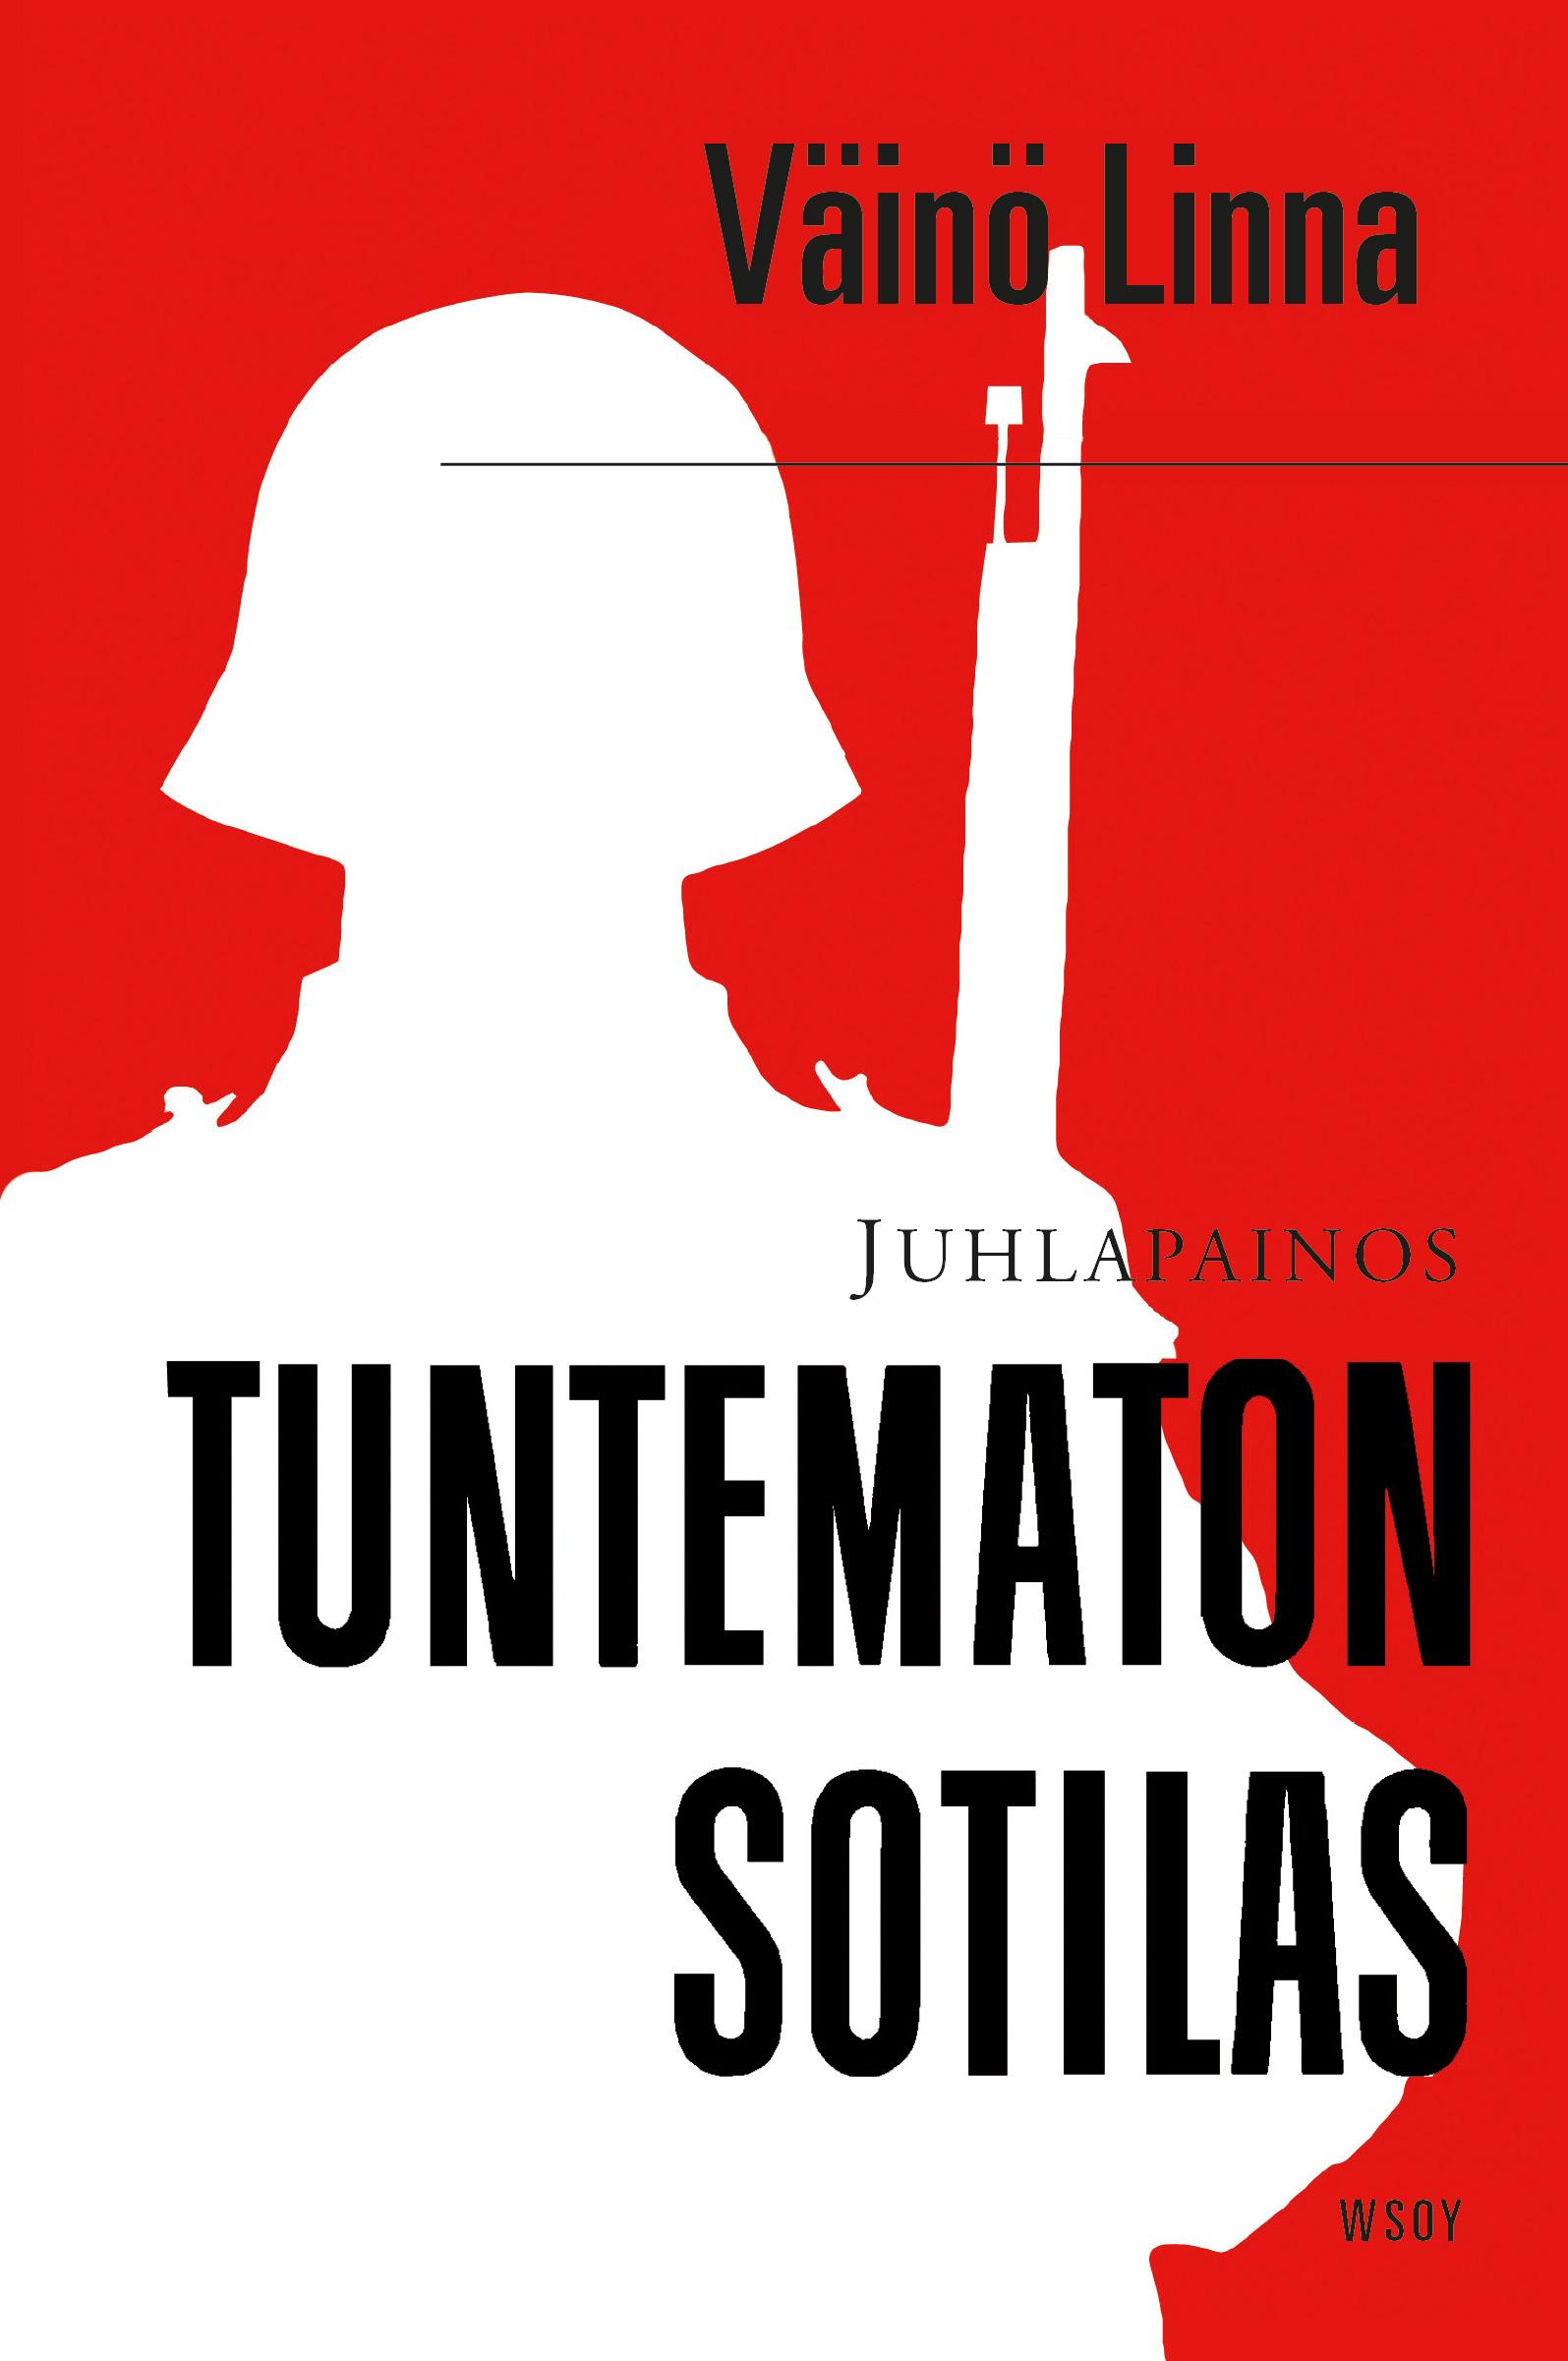 Väinö Linna
JUHLAPAINOS
TUNTEMATON
SOTILAS
WSOY